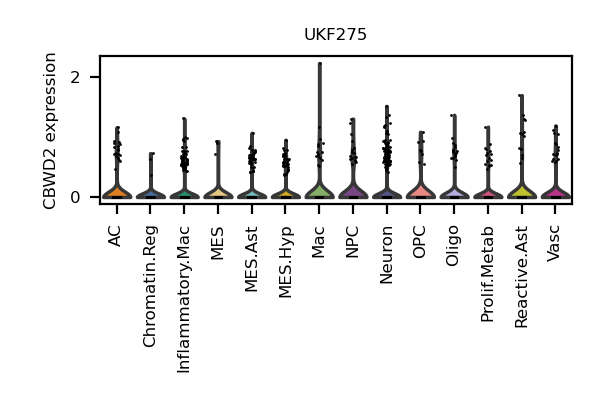 UKF275
CBWD2 expression
2
0
AC
Chromatin.Reg
Inflammatory.Mac
MES
MES.Ast
MES.Hyp
Mac
NPC
Neuron
OPC
Oligo
Prolif.Metab
Reactive.Ast
Vasc